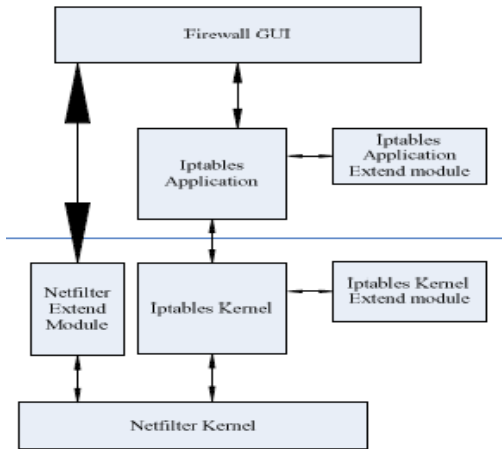 Firewall GUI
Iptables
Application
Iptables
Application
Extend module
Netfilter
Extend
Module
Iptables Kernel
Iptables Kernel
Extend module
Netfilter Kernel